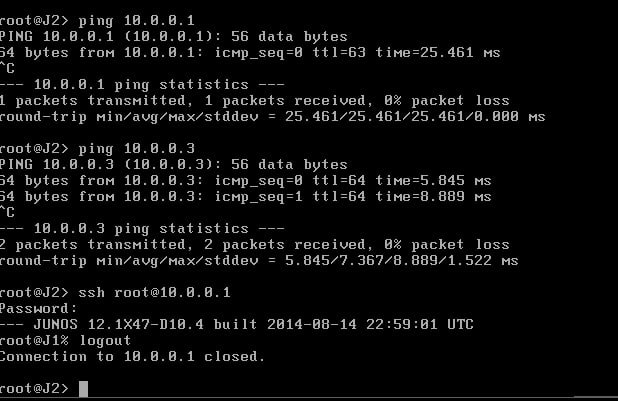 root@J2> ping 10.0.0.1
PING 10.0.0.1 (10.0.0.1): 56 data bytes
64 bytes from 10.0.0.1: icmp_seq=0 ttl=63 time=25.461 ms
^C
--- 10.0.0.1 ping statistics ---
1 packets transmitted, 1 packets received, 0% packet loss
round-trip min/avg/max/stddev = 25.461/25.461/25.461/0.000 ms
root@J2> ping 10.0.0.3
PING 10.0.0.3 (10.0.0.3): 56 data bytes
64 bytes from 10.0.0.3: icmp_seq=0 ttl=64 time=5.845 ms
64 bytes from 10.0.0.3: icmp_seq=1 ttl=64 time=8.889 ms
^C
--- 10.0.0.3 ping statistics ---
2 packets transmitted, 2 packets received, 0% packet loss
round-trip min/avg/max/stddev = 5.845/7.367/8.889/1.522 ms
root@J2> ssh root@10.0.0.1
Password:
--- JUNOS 12.1X47-D10.4 built 2014-08-14 22:59:01 UTC
root@J1% logout
Connection to 10.0.0.1 closed.
root@J2>